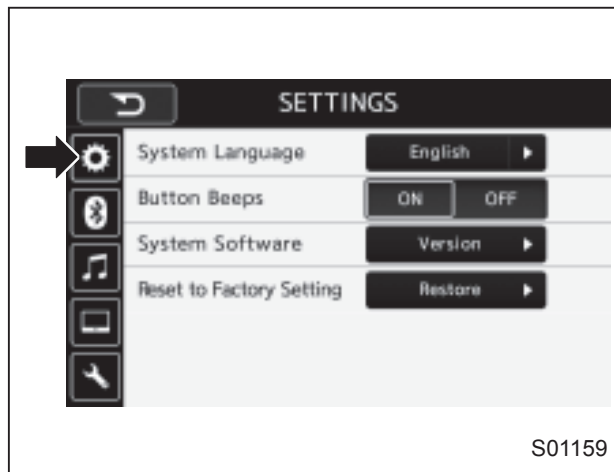 SETTINGS
System Language English
Button Beeps ON OFF
System Software Version
Reset to Factory Setting Restore
S01159